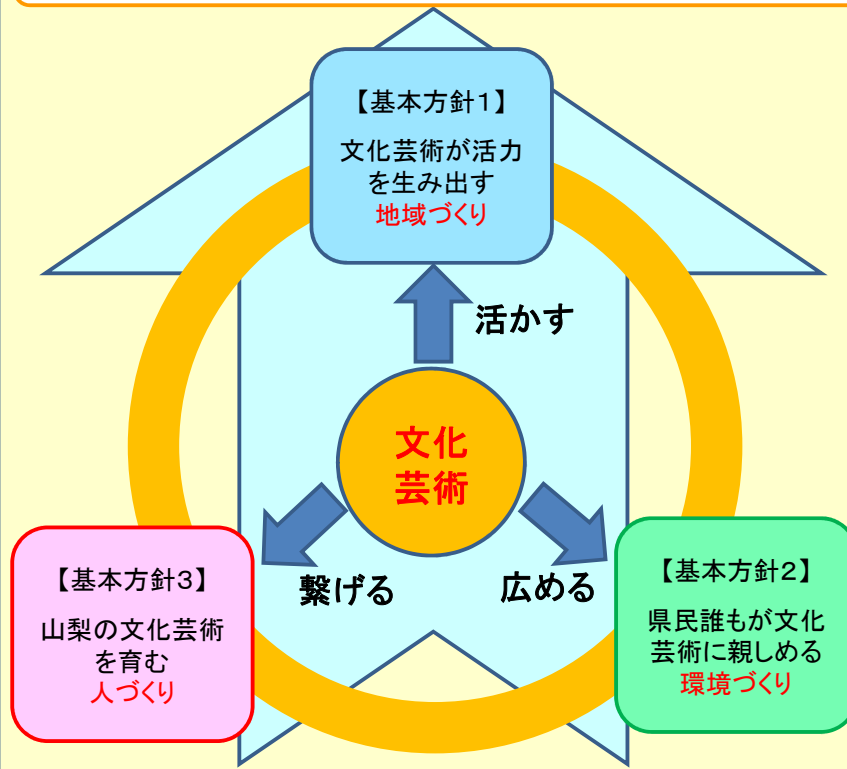 【基本方針1】
文化芸術が活力
を生み出す
地域づくり
活かす
文化
芸術
繋げる
広める
【基本方針3】
山梨の文化芸術
を育む
人づくり
【基本方針2】
県民誰もが文化
芸術に親しめる
環境づくり